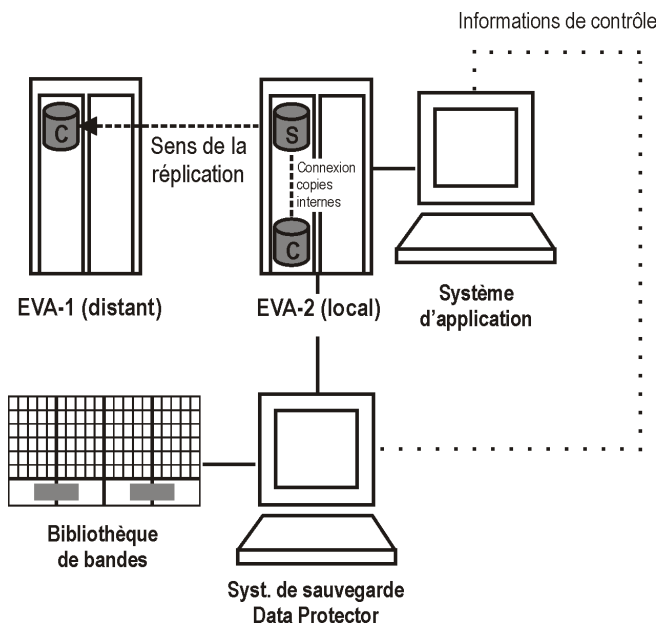 Informations de contrôle
C
S
Sens de la
réplication
Connexion
copies
internes
C
EVA-1 (distant)
EVA-2 (local)
Système
d'application
Bibliothèque
de bandes
Syst. de sauvegarde
Data Protector